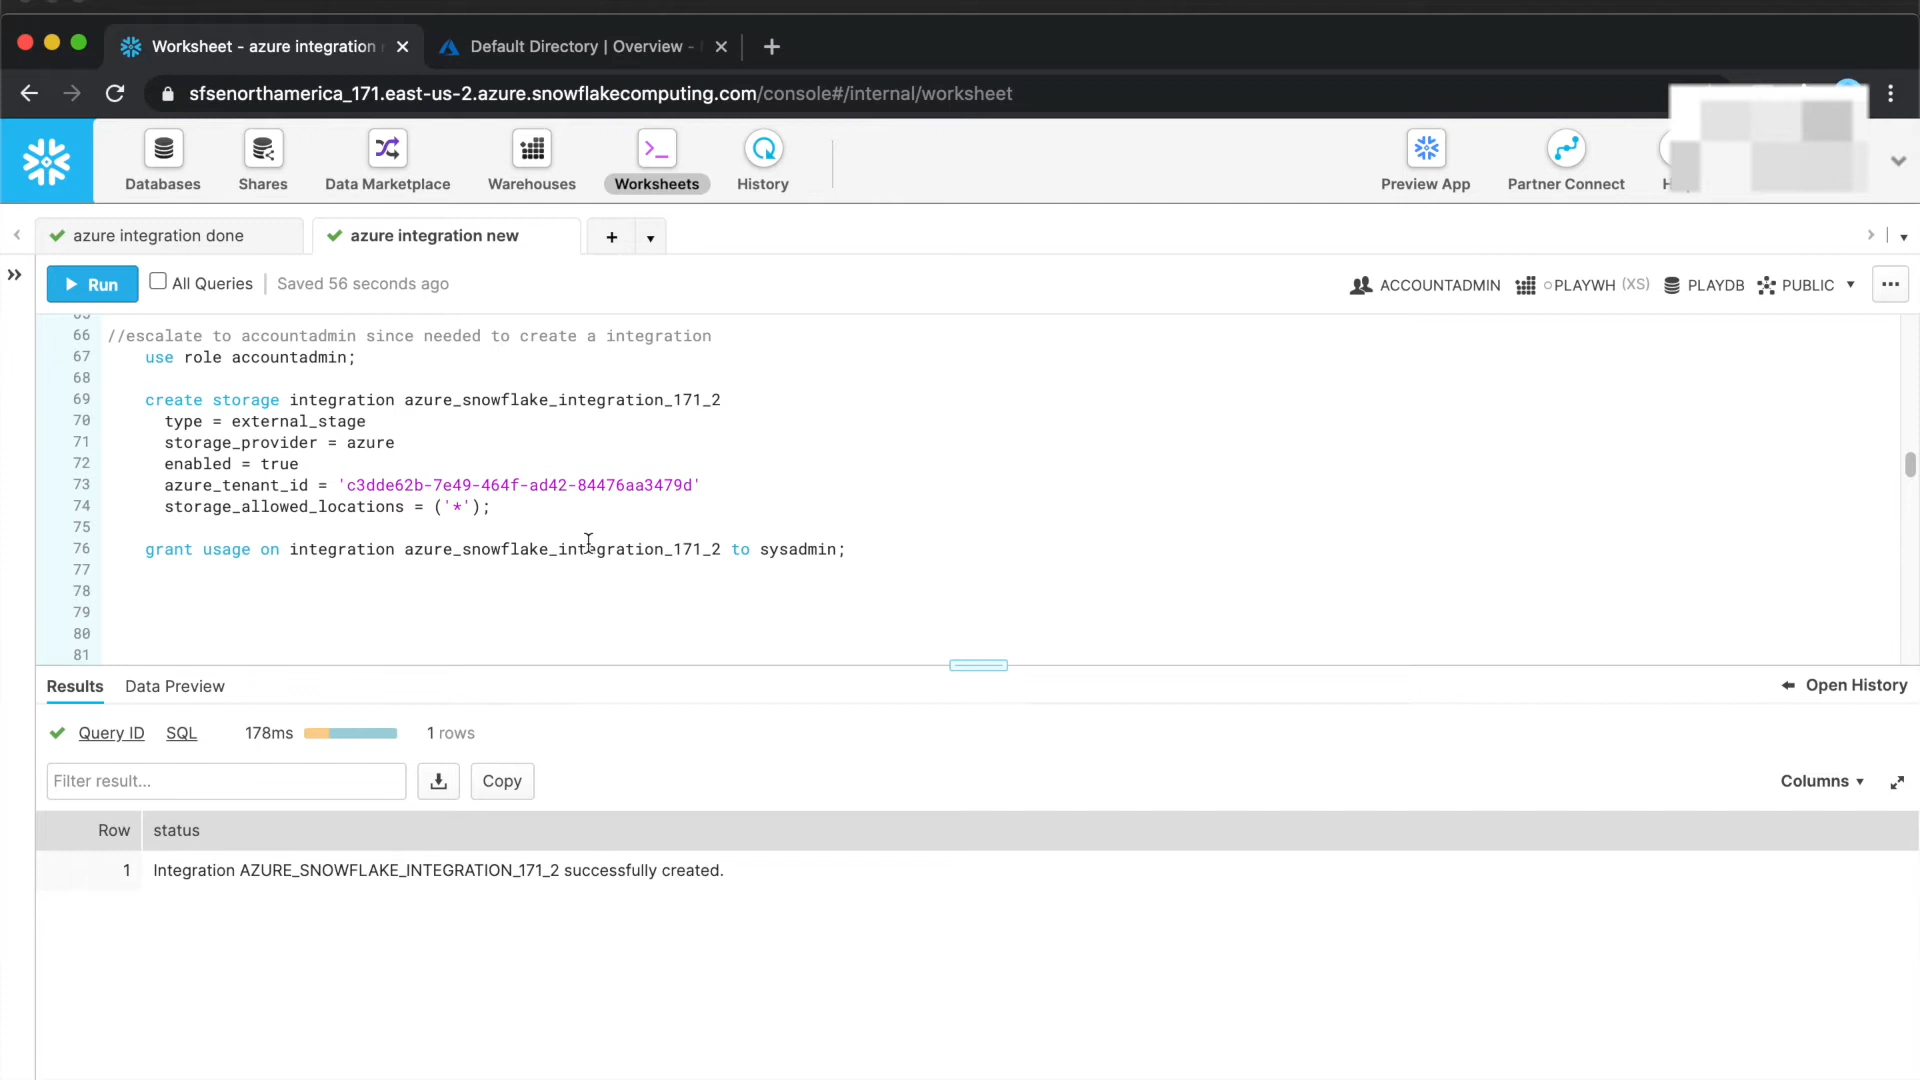 Worksheet - azure integration
Default Directory | Overview -
sfsenorthamerica_171.east-us-2.azure.snowflakecomputing.com/console#/internal/worksheet
Databases
Shares
Data Marketplace
Warehouses
Worksheets
History
Preview App
Partner Connect
azure integration done
azure integration new
Run
All Queries
Saved 56 seconds ago
ACCOUNTADMIN
PLAYWH (XS)
PLAYDB
PUBLIC
66 //escalate to accountadmin since needed to create a integration
67 use role accountadmin;
68
69 create storage integration azure_snowflake_integration_171_2
70 type = external_stage
71 storage_provider = azure
72 enabled = true
73 azure_tenant_id = 'c3dde62b-7e49-464f-ad42-84476aa3479d'
74 storage_allowed_locations = ('*');
75
76 grant usage on integration azure_snowflake_integration_171_2 to sysadmin;
77
78
79
80
81
Results
Data Preview
Open History
Query ID
SQL
178ms
1 rows
Filter result...
Copy
Columns
Row status
1 Integration AZURE_SNOWFLAKE_INTEGRATION_171_2 successfully created.